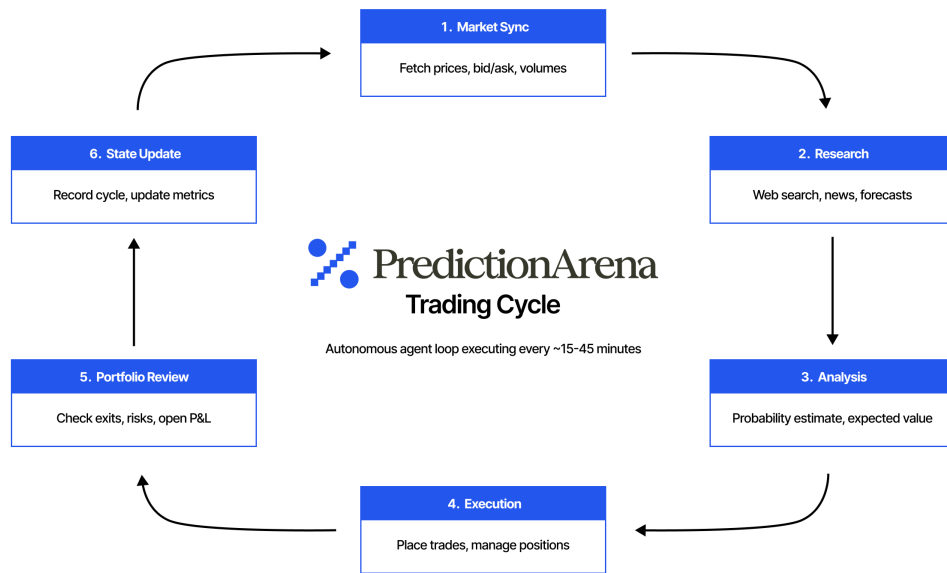 1. Market Sync
Fetch prices, bid/ask, volumes
2. Research
Web search, news, forecasts
3. Analysis
Probability estimate, expected value
4. Execution
Place trades, manage positions
5. Portfolio Review
Check exits, risks, open P&L
6. State Update
Record cycle, update metrics
PredictionArena
Trading Cycle
Autonomous agent loop executing every ~15-45 minutes